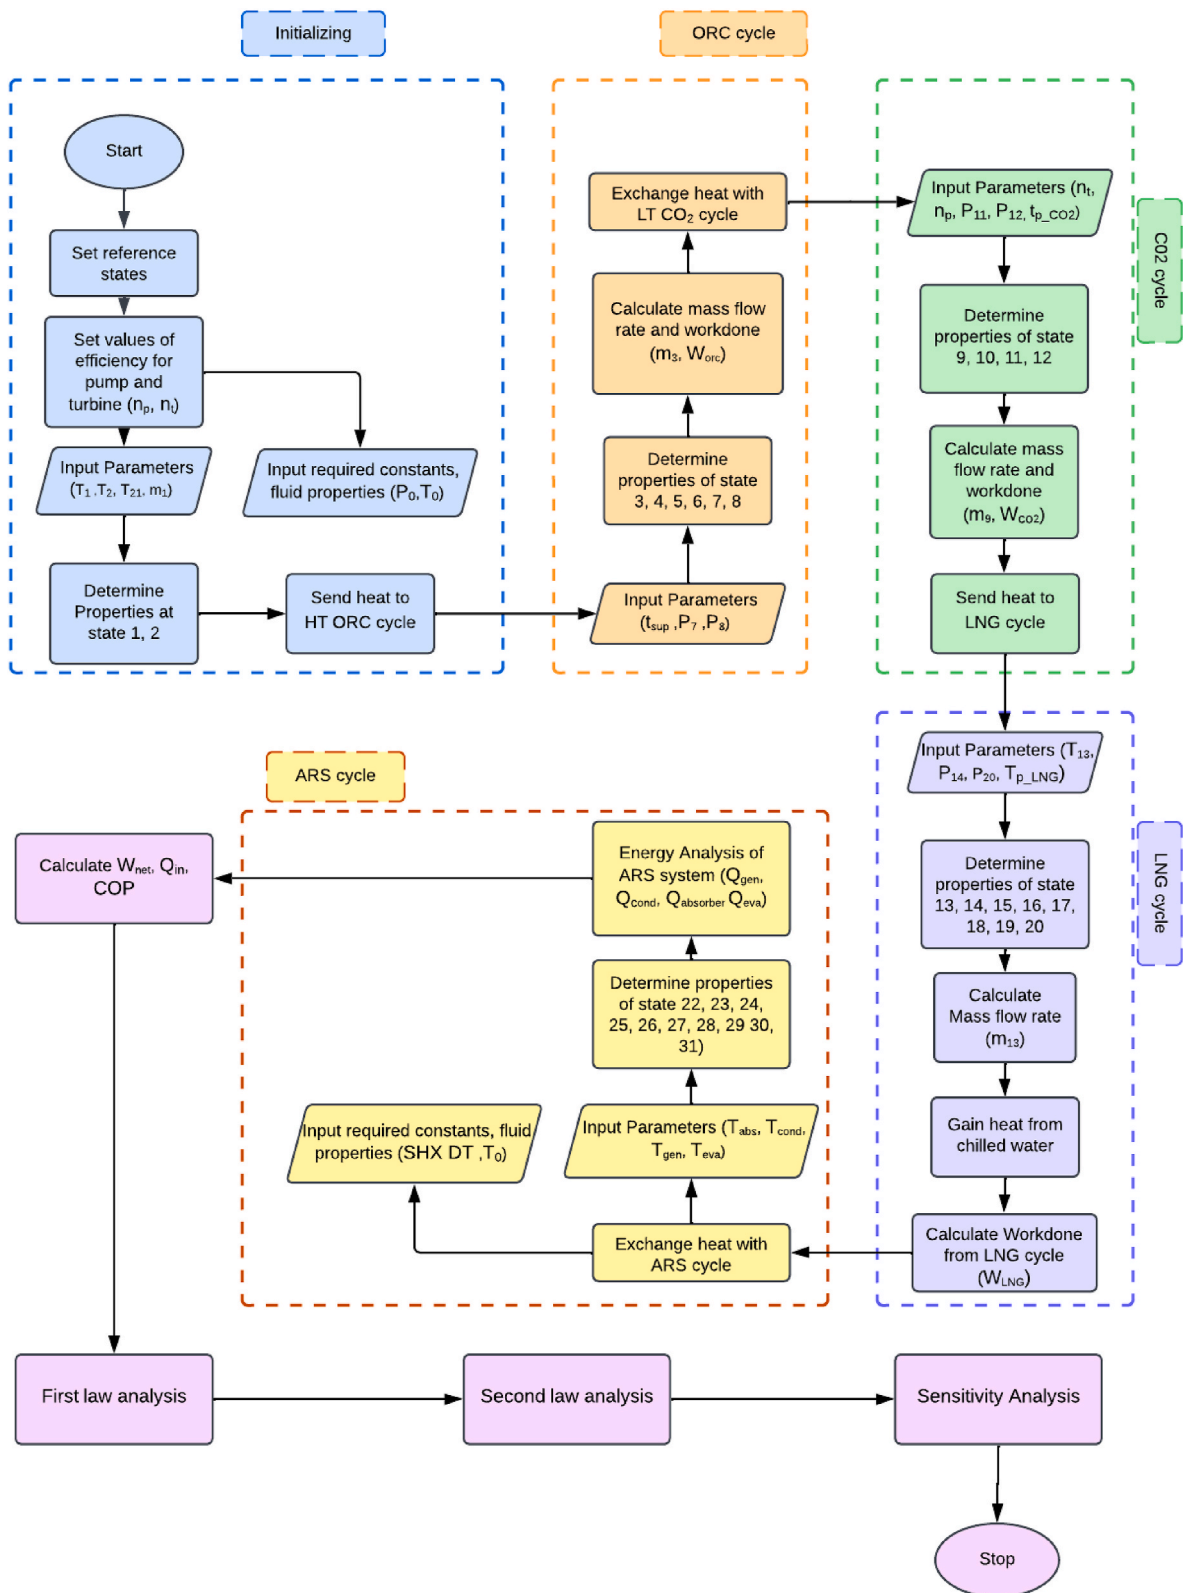 Initializing
Start
Set reference
states
Set values of
efficiency for
pump and
turbine (np, nt)
Input Parameters
(T1 ,T2, T21, m1)
Input required constants,
fluid properties (P0,T0)
Determine
Properties at
state 1, 2
Send heat to
HT ORC cycle
ORC cycle
Exchange heat with
LT CO2 cycle
Calculate mass flow
rate and workdone
(m3, Worc)
Determine
properties of state
3, 4, 5, 6, 7, 8
Input Parameters
(tsup ,P7 ,P8)
C02 cycle
Input Parameters (nt,
np, P11, P12, tp_CO2)
Determine
properties of state
9, 10, 11, 12
Calculate mass
flow rate and
workdone
(m9, Wco2)
Send heat to
LNG cycle
LNG cycle
Input Parameters (T13,
P14, P20, Tp_LNG)
Determine
properties of state
13, 14, 15, 16, 17,
18, 19, 20
Calculate
Mass flow rate
(m13)
Gain heat from
chilled water
Calculate Workdone
from LNG cycle
(WLNG)
ARS cycle
Energy Analysis of
ARS system (Qgen,
Qcond, Qabsorber Qeva)
Determine properties
of state 22, 23, 24,
25, 26, 27, 28, 29 30,
31)
Input required constants, fluid
properties (SHX DT ,T0)
Input Parameters (Tabs, Tcond,
Tgen, Teva)
Exchange heat with
ARS cycle
Calculate Wnet, Qin,
COP
First law analysis
Second law analysis
Sensitivity Analysis
Stop